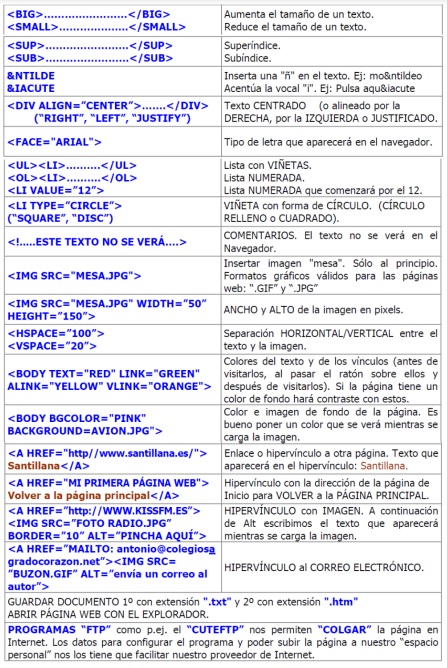 <BIG>........................</BIG>
Aumenta el tamaño de un texto.
<SMALL>....................</SMALL>
Reduce el tamaño de un texto.
<SUP>........................</SUP>
Superíndice.
<SUB>........................</SUB>
Subíndice.
&NTILDE
Inserta una "ñ" en el texto. Ej: mo&ntildeo
&IACUTE
Acentúa la vocal "i". Ej: Pulsa aqu&iacute
<DIV ALIGN="CENTER">.......</DIV>
Texto CENTRADO (o alineado por la
("RIGHT", "LEFT", "JUSTIFY")
DERECHA, por la IZQUIERDA o JUSTIFICADO.
<FACE="ARIAL">
Tipo de letra que aparecerá en el navegador.
<UL><LI>..........</UL>
Lista con VIÑETAS.
<OL><LI>..........</OL>
Lista NUMERADA.
<LI VALUE="12">
Lista NUMERADA que comenzará por el 12.
<LI TYPE="CIRCLE">
VIÑETA con forma de CÍRCULO. (CÍRCULO
("SQUARE", "DISC")
RELLENO o CUADRADO).
<!.....ESTE TEXTO NO SE VERÁ....>
COMENTARIOS. El texto no se verá en el
Navegador.
<IMG SRC="MESA.JPG">
Insertar imagen "mesa". Sólo al principio.
Formatos gráficos válidos para las páginas
web: ".GIF" y ".JPG"
<IMG SRC="MESA.JPG" WIDTH="50"
HEIGHT="150">
ANCHO y ALTO de la imagen en pixels.
<HSPACE="100">
Separación HORIZONTAL/VERTICAL entre el
<VSPACE="20">
texto y la imagen.
<BODY TEXT="RED" LINK="GREEN"
ALINK="YELLOW" VLINK="ORANGE">
Colores del texto y de los vínculos (antes de
visitarlos, al pasar el ratón sobre ellos y
después de visitarlos). Si la página tiene un
color de fondo hará contraste con estos.
<BODY BGCOLOR="PINK"
BACKGROUND=AVION.JPG">
Color e imagen de fondo de la página. Es
bueno poner un color que se verá mientras se
carga la imagen.
<A HREF="http//www.santillana.es/">
Enlace o hipervínculo a otra página. Texto que
Santillana</A>
aparecerá en el hipervínculo: Santillana.
<A HREF="MI PRIMERA PÁGINA WEB">
Hipervínculo con la dirección de la página de
Volver a la página principal</A>
Inicio para VOLVER a la PÁGINA PRINCIPAL.
<A HREF="http://WWW.KISSFM.ES">
HIPERVÍNCULO con IMAGEN. A continuación
<IMG SRC="FOTO RADIO.JPG"
de Alt escribimos el texto que aparecerá
BORDER="10" ALT="PINCHA AQUÍ">
mientras se carga la imagen.
<A HREF="MAILTO: antonio@colegiosa
gradocorazon.net"><IMG SRC=
"BUZON.GIF" ALT="envía un correo al
autor">
HIPERVÍNCULO al CORREO ELECTRÓNICO.
GUARDAR DOCUMENTO 1º con extensión ".txt" y 2º con extensión ".htm"
ABRIR PÁGINA WEB CON EL EXPLORADOR.
PROGRAMAS "FTP" como p.ej. el "CUTEFTP" nos permiten "COLGAR" la página en
Internet. Los datos para configurar el programa y poder subir la página a nuestro "espacio
personal" nos los tiene que facilitar nuestro proveedor de Internet.